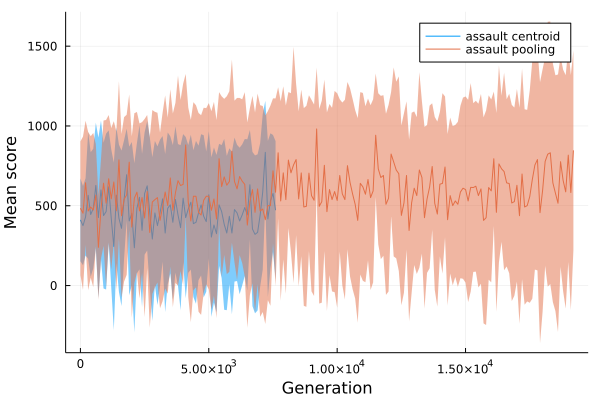 assault centroid
assault pooling
Mean score
1500
1000
500
0
0
5.00×10³
1.00×10⁴
1.50×10⁴
Generation